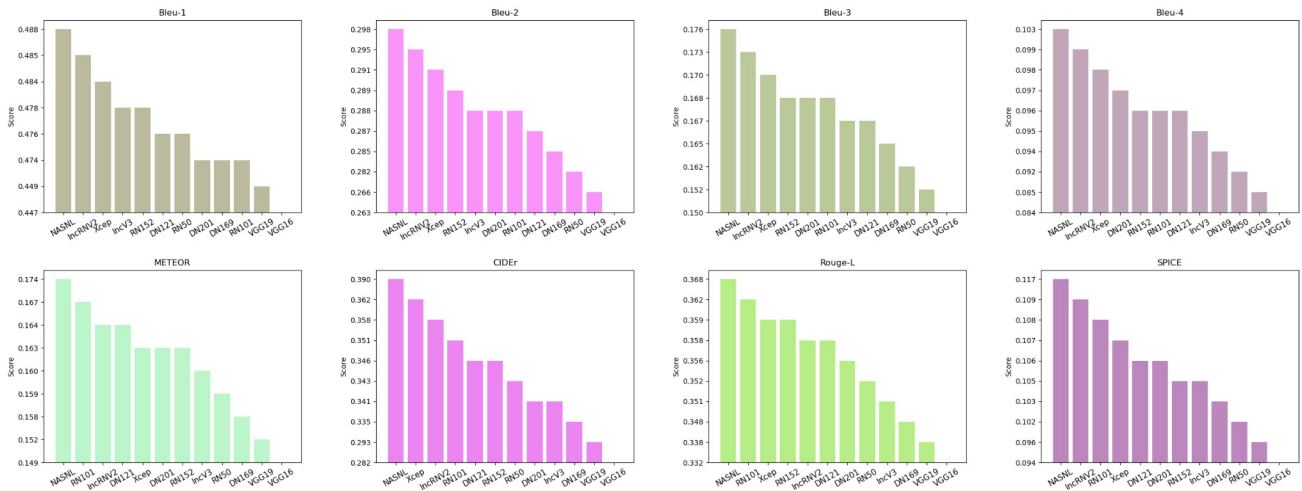 Bleu-1
Score
0.488
0.485
0.484
0.478
0.476
0.474
0.449
0.447
NASNL
IncRNV2
Xcep
IncV3
RN152
DN121
RN50
DN201
DN169
RN101
VGG19
VGG16
Bleu-2
0.298
0.295
0.291
0.289
0.288
0.287
0.285
0.282
0.266
0.263
NASNL
IncRNV2
Xcep
RN152
IncV3
DN201
RN101
DN121
DN169
RN50
VGG19
VGG16
Bleu-3
Score
0.176
0.173
0.170
0.168
0.167
0.165
0.162
0.152
0.150
NASNL
IncRNV2
Xcep
RN152
DN201
RN101
IncV3
DN121
DN169
RN50
VGG19
VGG16
Bleu-4
Score
0.103
0.099
0.098
0.097
0.096
0.095
0.094
0.092
0.085
0.084
NASNL
IncRNV2
Xcep
DN201
RN152
RN101
DN121
IncV3
DN169
RN50
VGG19
VGG16
METEOR
Score
0.174
0.167
0.164
0.163
0.160
0.159
0.158
0.152
0.149
NASNL
RN101
IncRNV2
DN121
Xcep
DN201
RN152
IncV3
RN50
DN169
VGG19
VGG16
CIDEr
Score
0.390
0.362
0.358
0.351
0.346
0.343
0.341
0.335
0.293
0.282
NASNL
Xcep
IncRNV2
RN101
DN121
RN152
RN50
DN201
IncV3
DN169
VGG19
VGG16
Rouge-L
Score
0.368
0.362
0.359
0.358
0.356
0.352
0.351
0.348
0.338
0.332
NASNL
RN101
Xcep
RN152
IncRNV2
DN121
DN201
RN50
IncV3
DN169
VGG19
VGG16
SPICE
Score
0.117
0.109
0.108
0.107
0.106
0.105
0.103
0.102
0.096
0.094
NASNL
IncRNV2
RN101
Xcep
DN121
DN201
RN152
IncV3
DN169
RN50
VGG19
VGG16